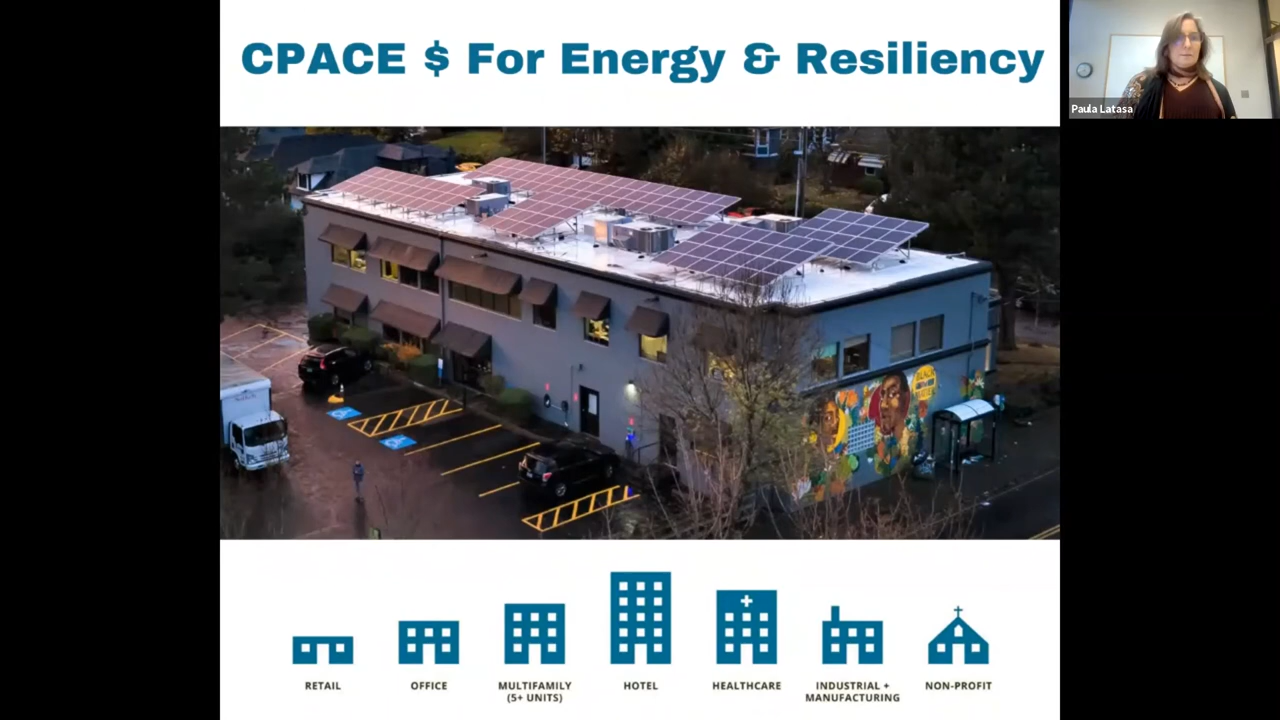 CPACE $ For Energy & Resiliency
Paula Latasa
RETAIL
OFFICE
MULTIFAMILY
(5+ UNITS)
HOTEL
HEALTHCARE
INDUSTRIAL +
MANUFACTURING
NON-PROFIT